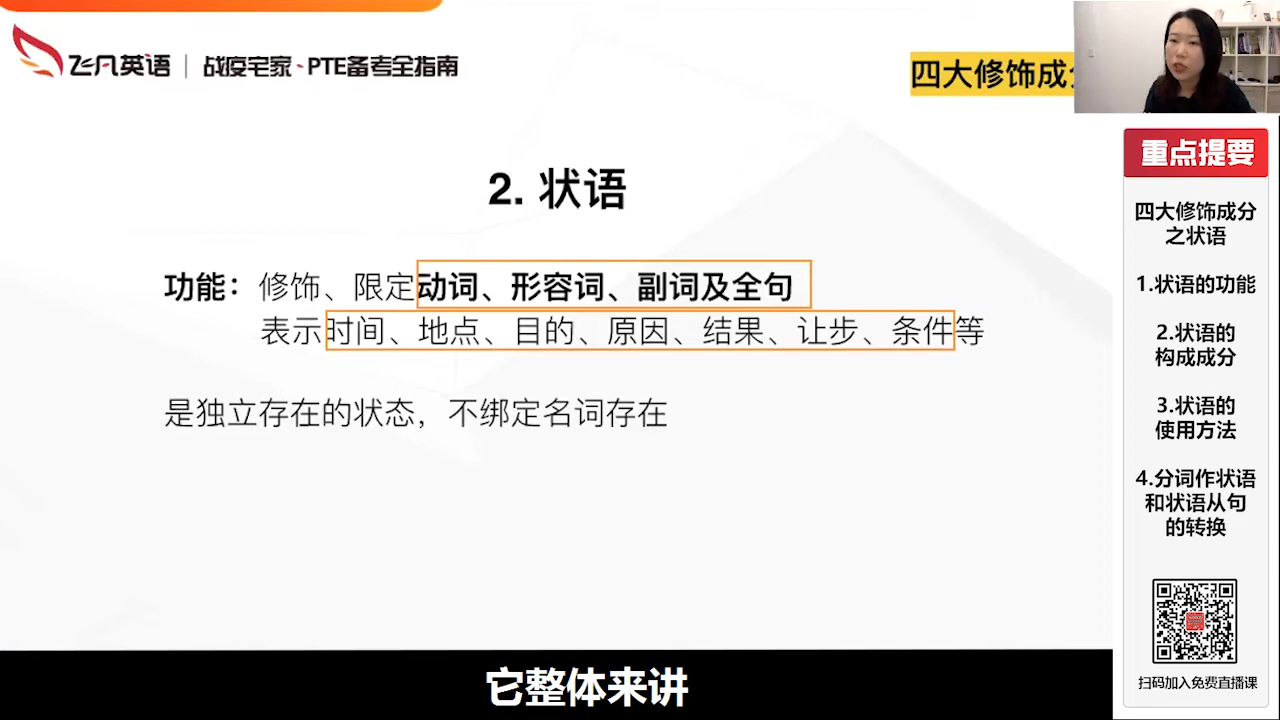 飞凡英语 | 战疫宅家、PTE备考全指南
四大修饰成分
2. 状语
功能：修饰、限定动词、形容词、副词及全句
表示时间、地点、目的、原因、结果、让步、条件等
是独立存在的状态，不绑定名词存在
重点提要
四大修饰成分
之状语
1.状语的功能
2.状语的
构成成分
3.状语的
使用方法
4.分词作状语
和状语从句
的转换
扫码加入免费直播课
它整体来讲